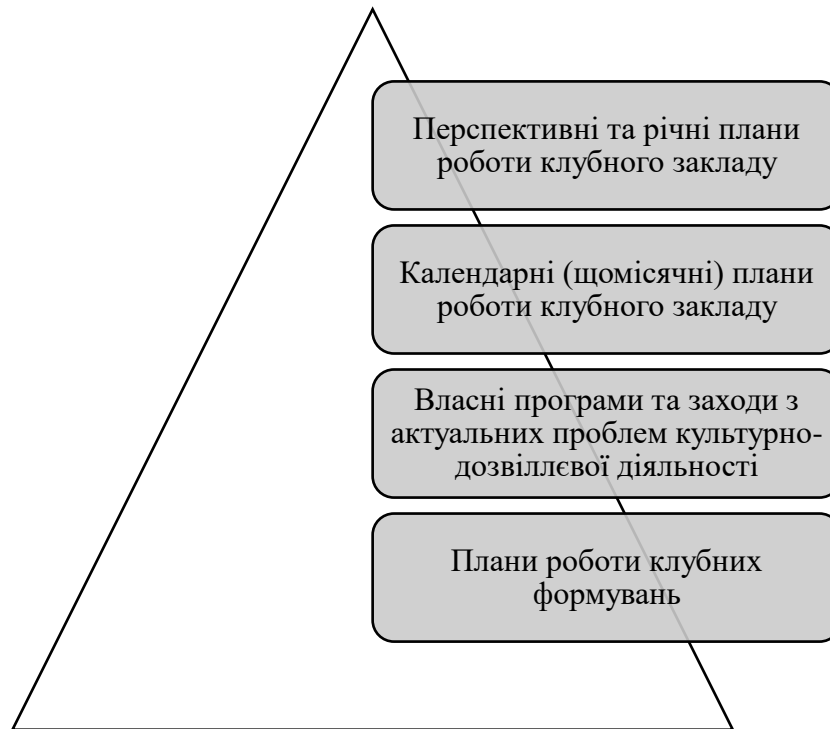 Перспективні та річні плани
роботи клубного закладу
Календарні (щомісячні) плани
роботи клубного закладу
Власні програми та заходи з
актуальних проблем культурно-
дозвіллєвої діяльності
Плани роботи клубних
формувань